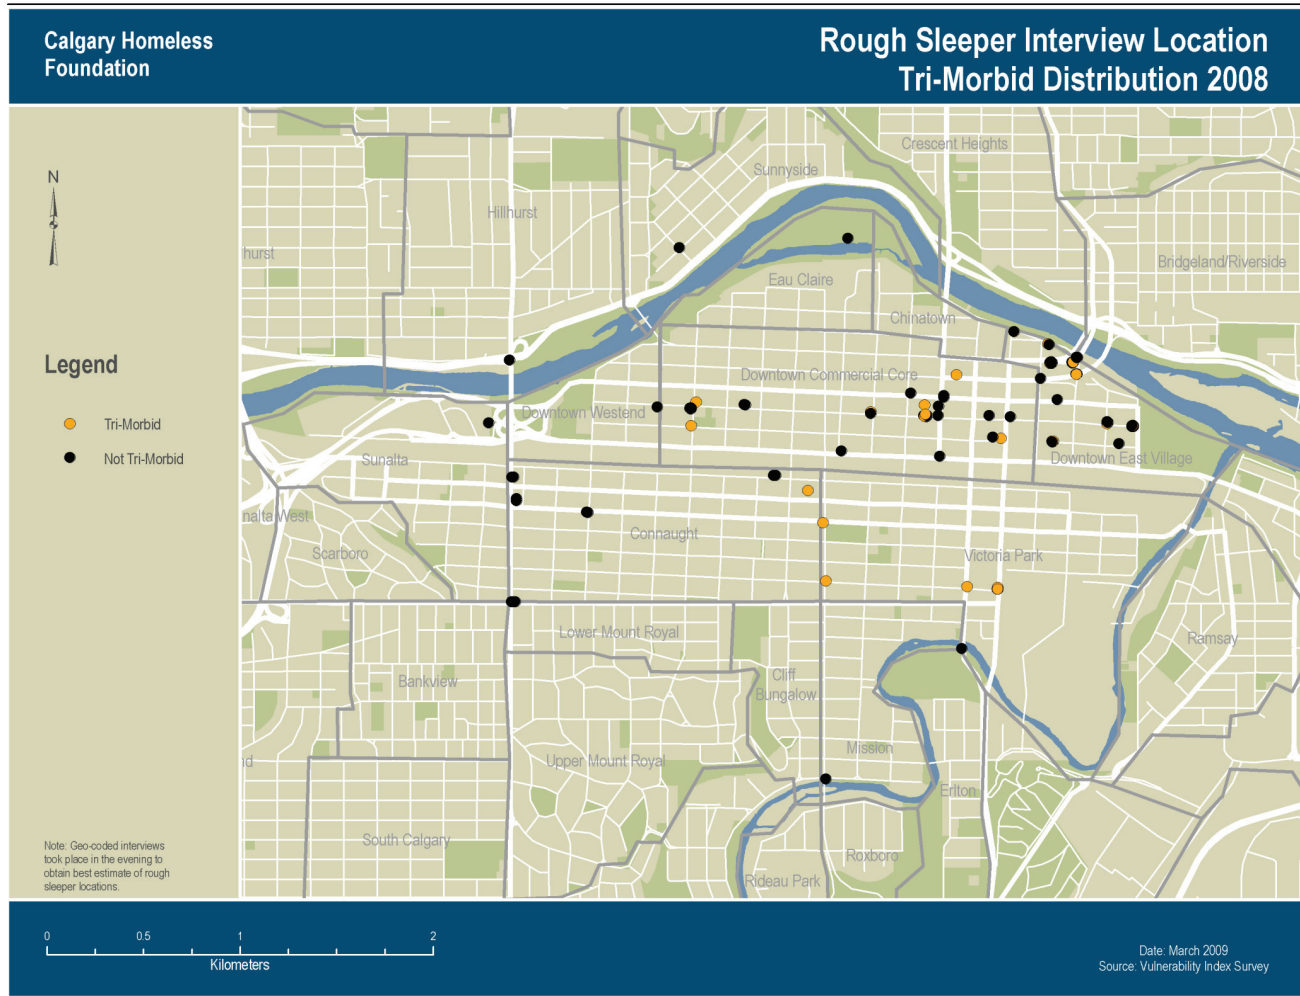 Calgary Homeless
Foundation
Rough Sleeper Interview Location
Tri-Morbid Distribution 2008
N
Legend
Tri-Morbid
Not Tri-Morbid
Note: Geo-coded interviews
took place in the evening to
obtain best estimate of rough
sleeper locations.
Crescent Heights
Sunnyside
Hillhurst
hurst
Bridgeland/Riverside
Eau Claire
Chinatown
Downtown Commercial Core
Downtown Westend
Sunalta
Downtown East Village
nalta West
Scarboro
Connaught
Victoria Park
Lower Mount Royal
Ramsay
Bankview
Cliff
Bungalow
Mission
nd
Upper Mount Royal
Erlton
South Calgary
Roxboro
Rideau Park
0 0.5 1 2
Kilometers
Date: March 2009
Source: Vulnerability Index Survey